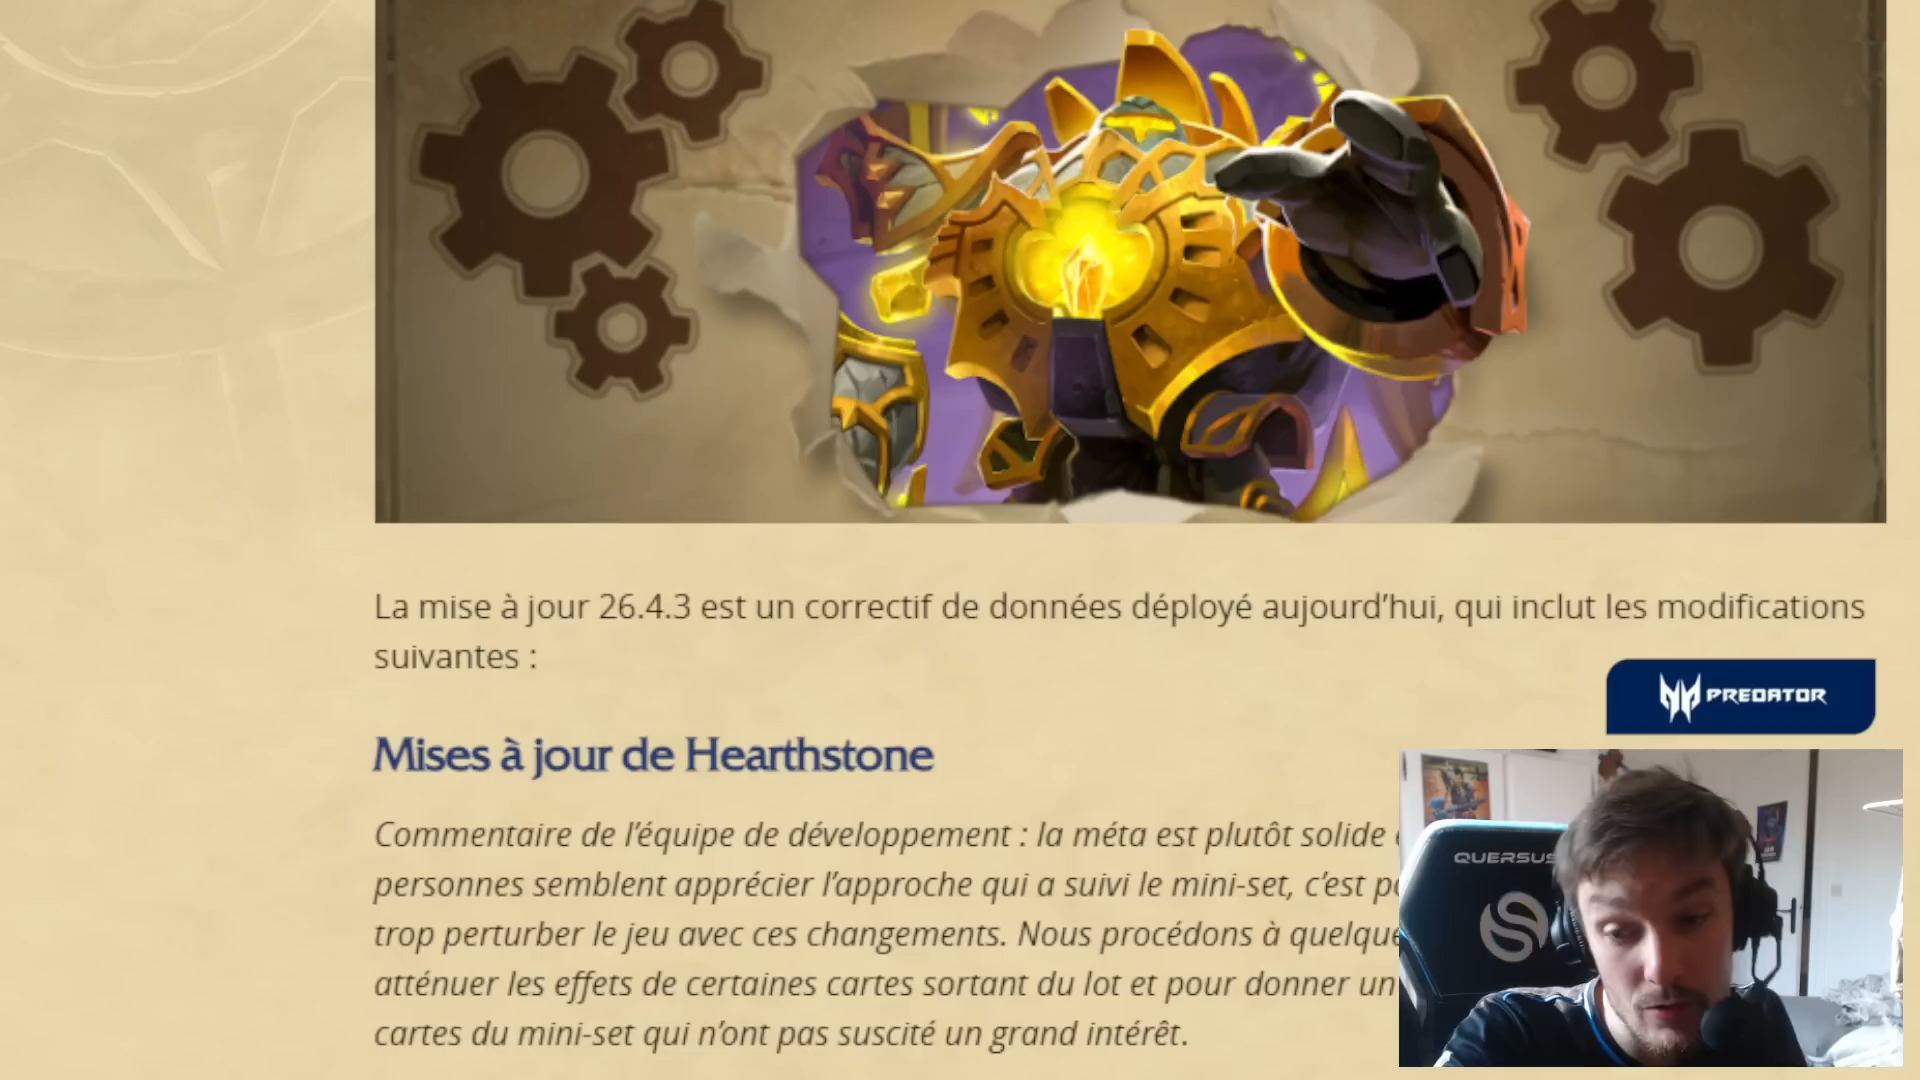 La mise à jour 26.4.3 est un correctif de données déployé aujourd’hui, qui inclut les modifications
suivantes :
PREDATOR
Mises à jour de Hearthstone
Commentaire de l’équipe de développement : la méta est plutôt solide
personnes semblent apprécier l’approche qui a suivi le mini-set, c’est
trop perturber le jeu avec ces changements. Nous procédons à
atténuer les effets de certaines cartes sortant du lot et pour donner un
cartes du mini-set qui n’ont pas suscité un grand intérêt.
QUERSUS